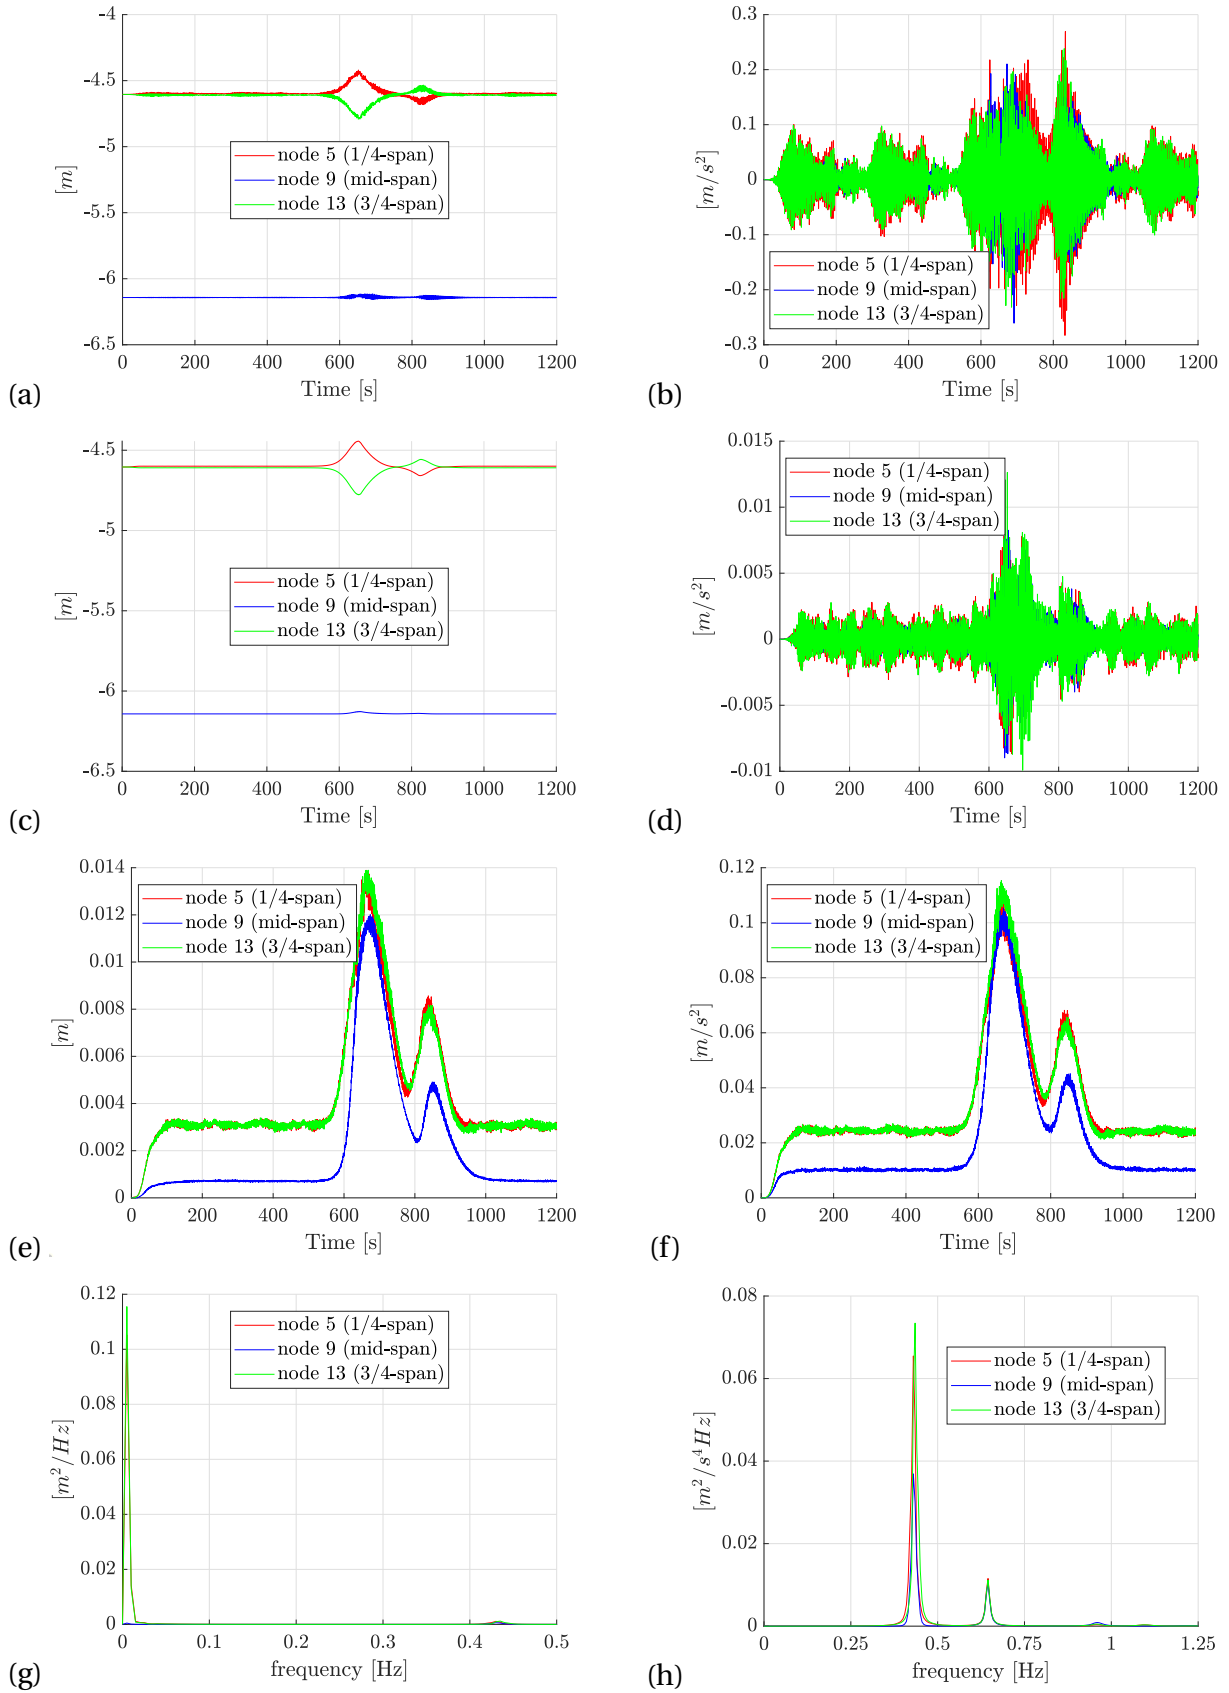 -4
-4.5
-5
-5.5
-6
-6.5
[m]
node 5 (1/4-span)
node 9 (mid-span)
node 13 (3/4-span)
0 200 400 600 800 1000 1200
Time [s]
(a)
0.3
0.2
0.1
0
-0.1
-0.2
-0.3
[m/s²]
node 5 (1/4-span)
node 9 (mid-span)
node 13 (3/4-span)
0 200 400 600 800 1000 1200
Time [s]
(b)
-4.5
-5
-5.5
-6
-6.5
[m]
node 5 (1/4-span)
node 9 (mid-span)
node 13 (3/4-span)
0 200 400 600 800 1000 1200
Time [s]
(c)
0.015
0.01
0.005
0
-0.005
-0.01
[m/s²]
node 5 (1/4-span)
node 9 (mid-span)
node 13 (3/4-span)
0 200 400 600 800 1000 1200
Time [s]
(d)
0.014
0.012
0.01
0.008
0.006
0.004
0.002
0
[m]
node 5 (1/4-span)
node 9 (mid-span)
node 13 (3/4-span)
0 200 400 600 800 1000 1200
Time [s]
(e)
0.12
0.1
0.08
0.06
0.04
0.02
0
[m/s²]
node 5 (1/4-span)
node 9 (mid-span)
node 13 (3/4-span)
0 200 400 600 800 1000 1200
Time [s]
(f)
0.12
0.1
0.08
0.06
0.04
0.02
0
[m²/Hz]
node 5 (1/4-span)
node 9 (mid-span)
node 13 (3/4-span)
0 0.1 0.2 0.3 0.4 0.5
frequency [Hz]
(g)
0.08
0.06
0.04
0.02
0
[m²/s⁴Hz]
node 5 (1/4-span)
node 9 (mid-span)
node 13 (3/4-span)
0 0.25 0.5 0.75 1 1.25
frequency [Hz]
(h)